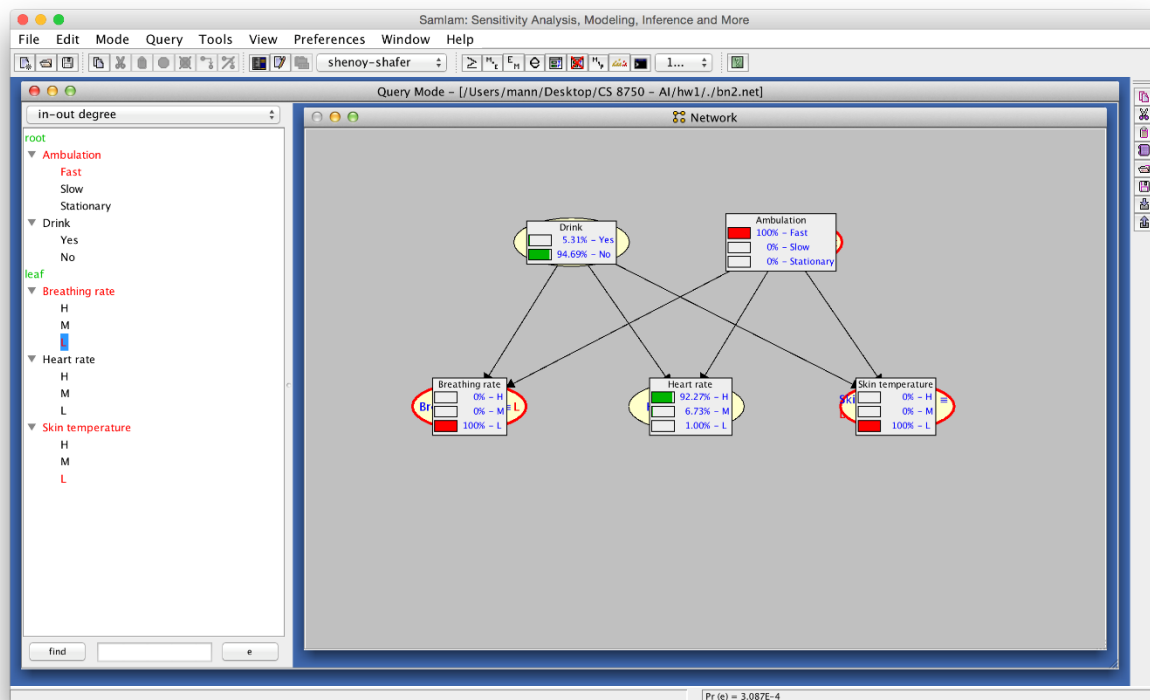 Samlam: Sensitivity Analysis, Modeling, Inference and More
File Edit Mode Query Tools View Preferences Window Help
shenoy-shafer
1...
Query Mode - [/Users/mann/Desktop/CS 8750 - AI/hw1/./bn2.net]
in-out degree
root
Ambulation
Fast
Slow
Stationary
Drink
Yes
No
leaf
Breathing rate
H
M
L
Heart rate
H
M
L
Skin temperature
H
M
L
find
e
Network
Drink
5.31% - Yes
94.69% - No
Ambulation
100% - Fast
0% - Slow
0% - Stationary
Breathing rate
0% - H
0% - M
100% - L
Br
= L
Heart rate
92.27% - H
6.73% - M
1.00% - L
Skin temperature
0% - H
0% - M
100% - L
Ski
Pr (e) = 3.087E-4